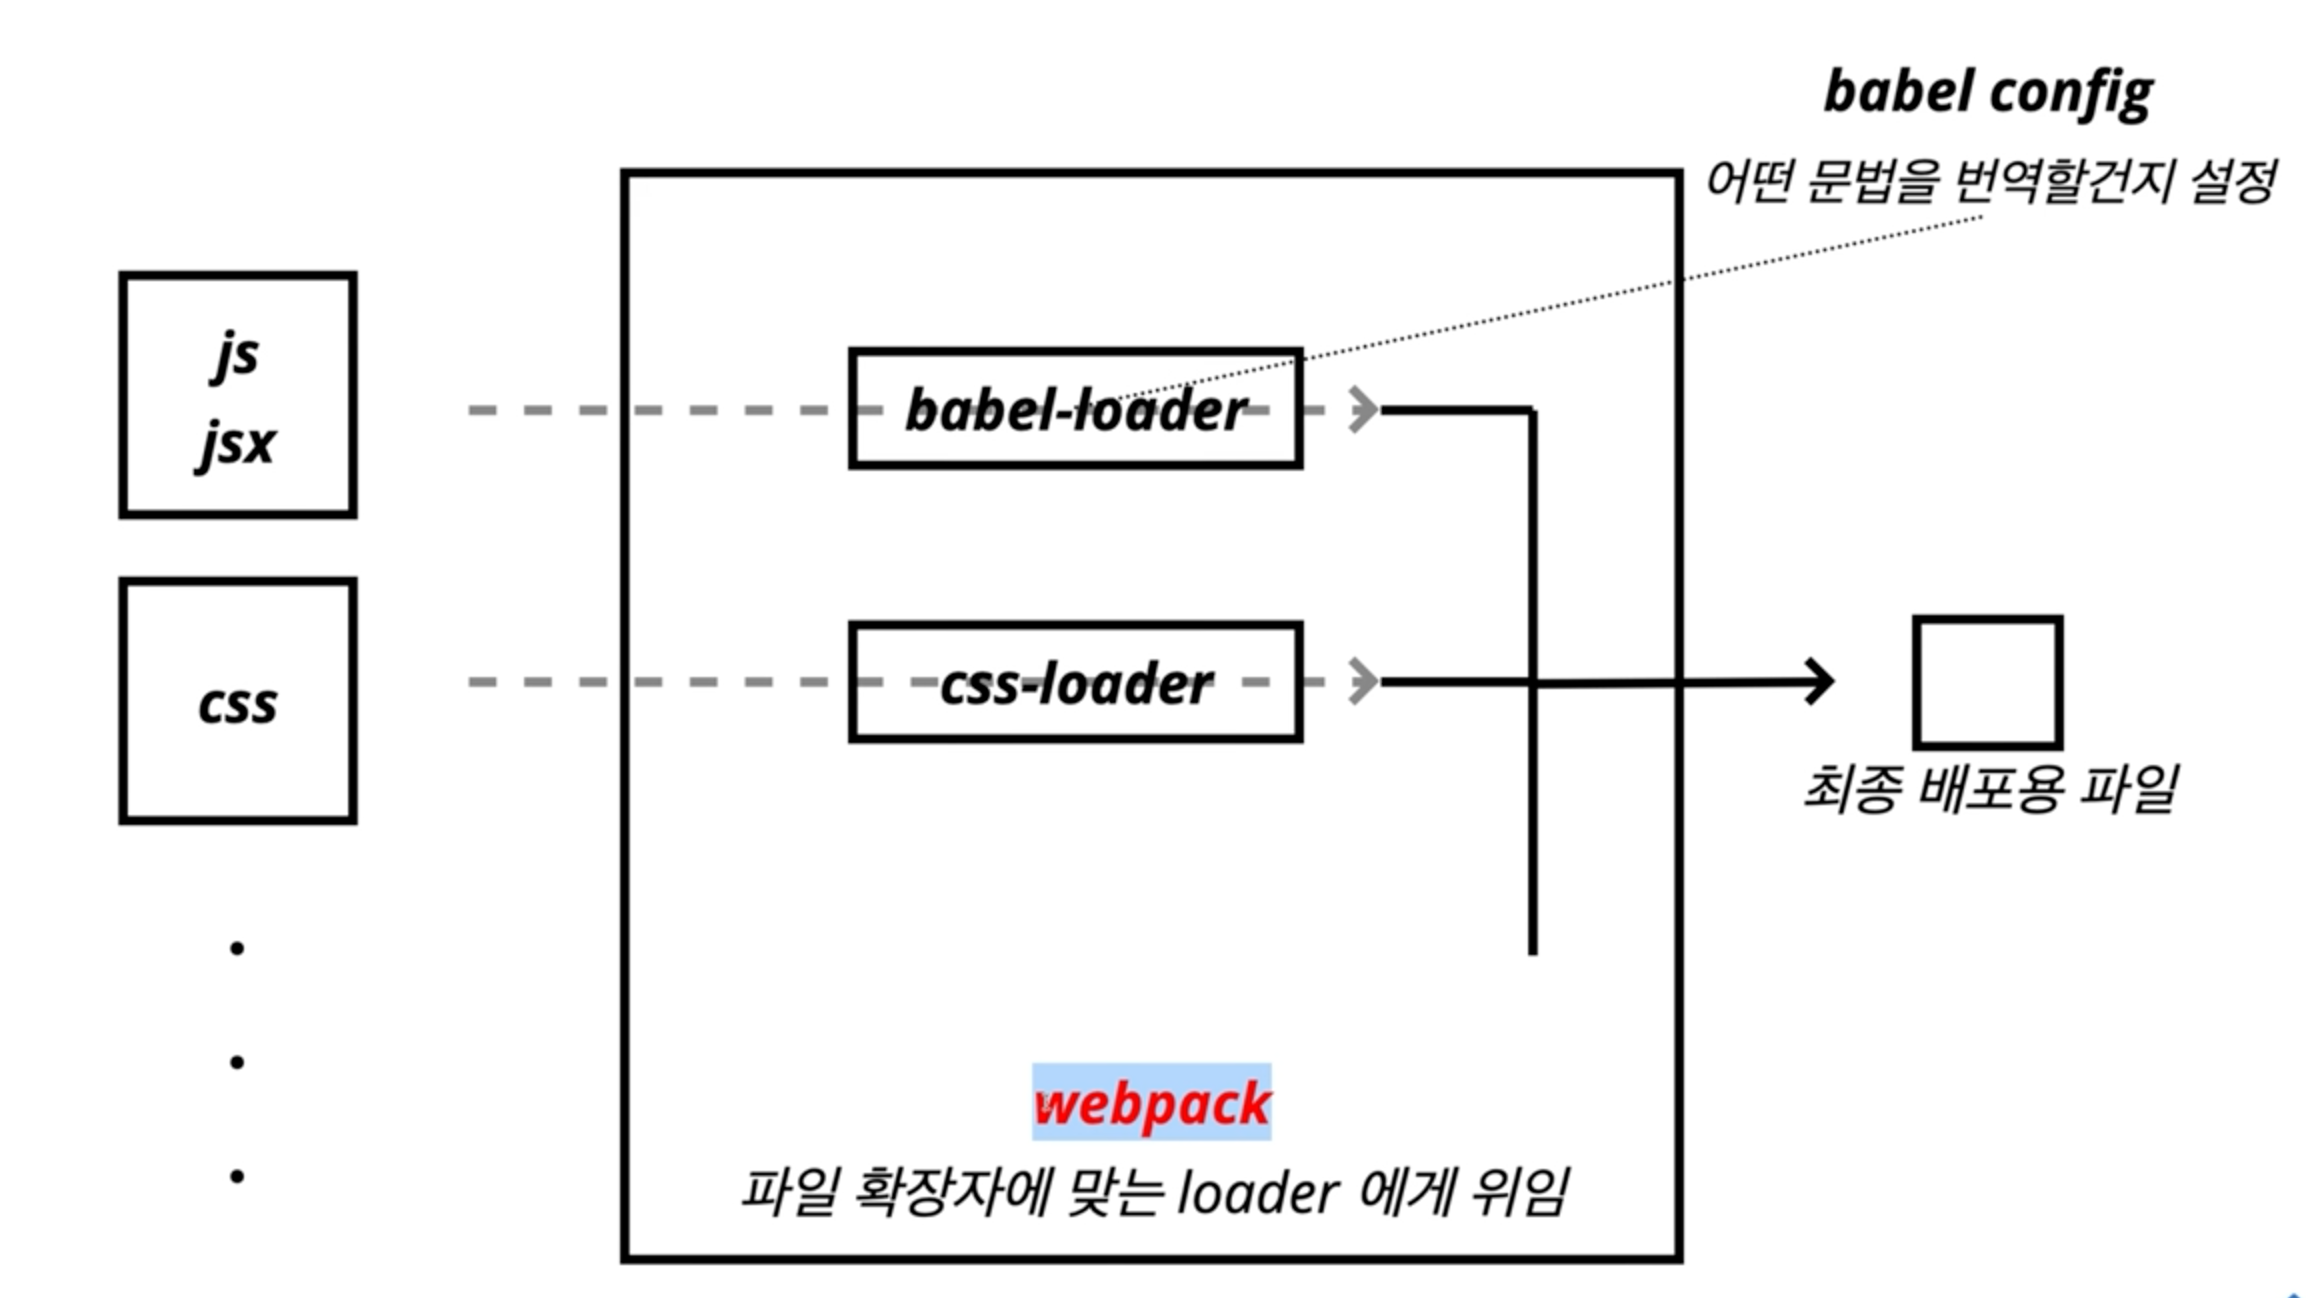 babel config
어떤 문법을 번역할건지 설정
js
jsx
babel-loader
css
css-loader
최종 배포용 파일
webpack
파일 확장자에 맞는 loader 에게 위임